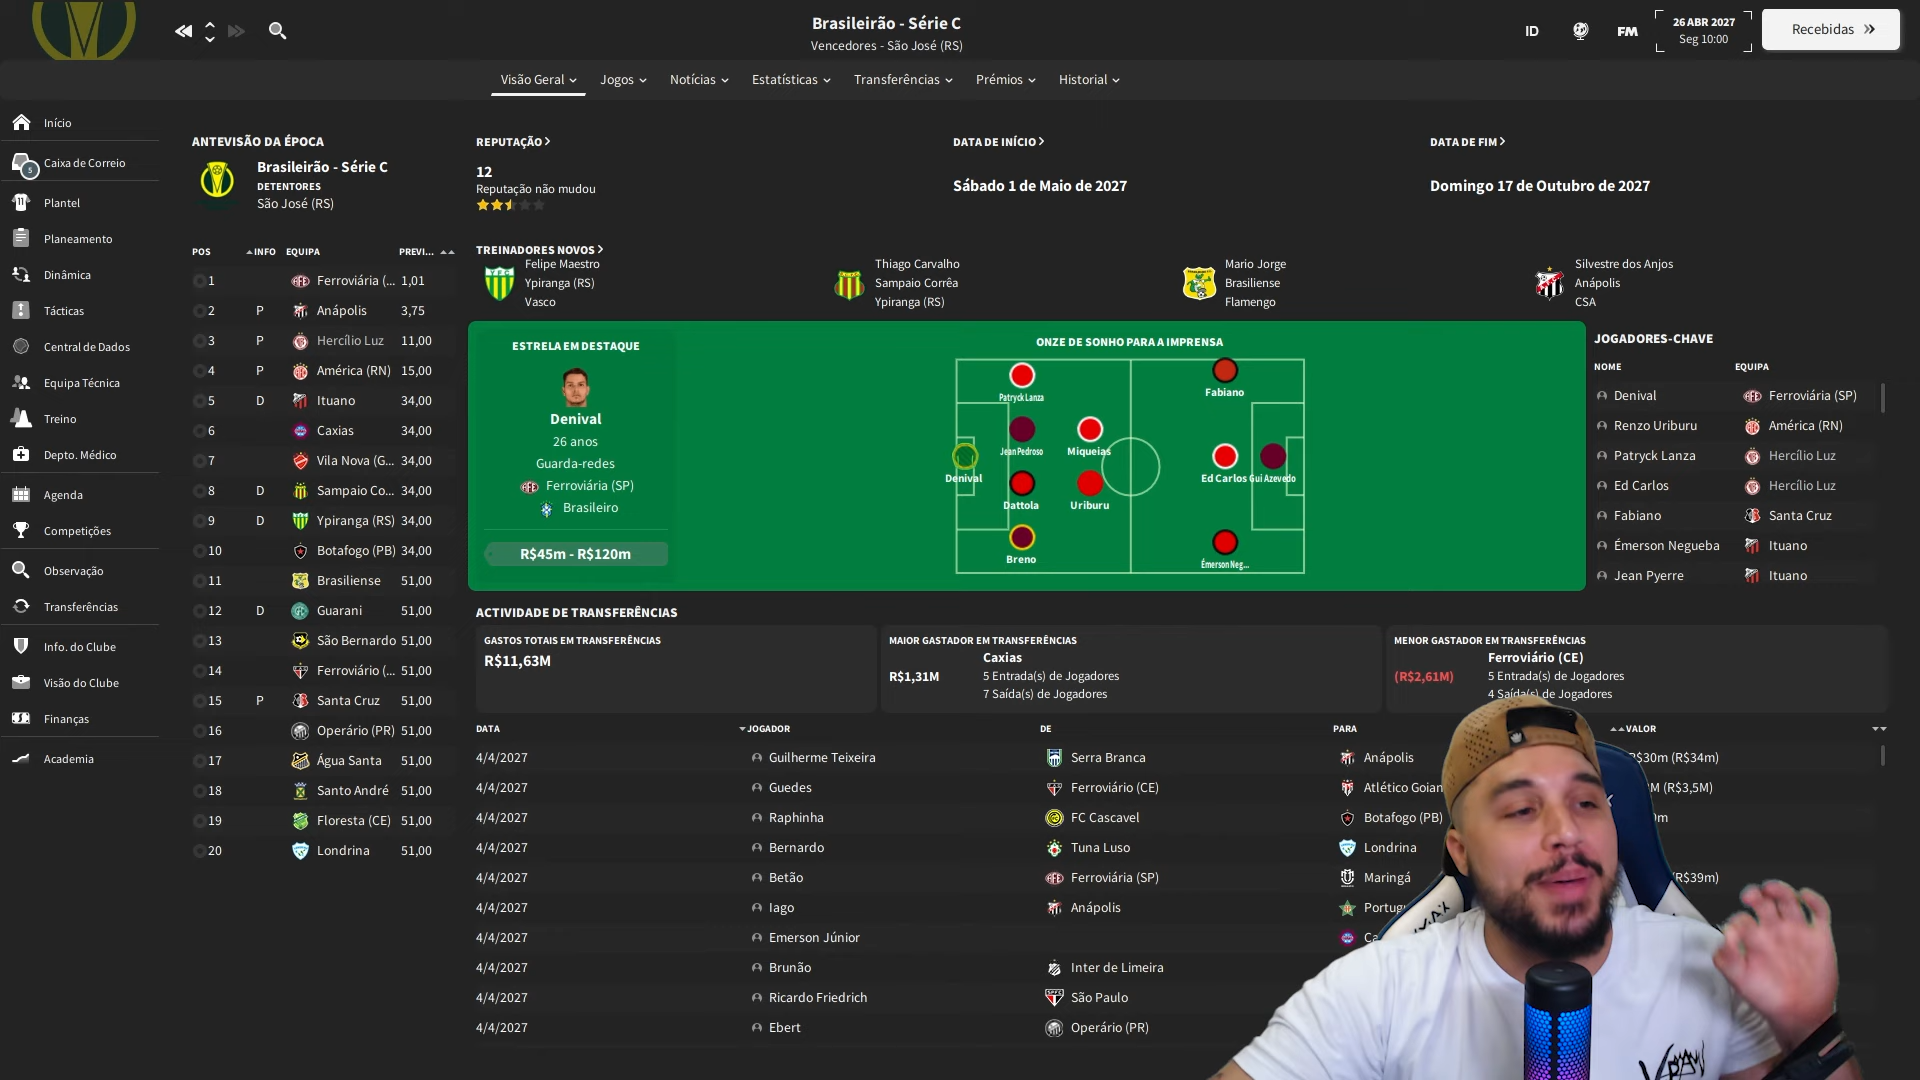 Brasileirão - Série C
Vencedores - São José (RS)
ID
FM
26 ABR 2027
Seg 10:00
Recebidas
Visão Geral
Jogos
Notícias
Estatísticas
Transferências
Prémios
Historial
Início
Caixa de Correio
5
Plantel
Planeamento
Dinâmica
Tácticas
Central de Dados
Equipa Técnica
Treino
Depto. Médico
Agenda
Competições
Observação
Transferências
Info. do Clube
Visão do Clube
Finanças
Academia
ANTEVISÃO DA ÉPOCA
Brasileirão - Série C
DETENTORES
São José (RS)
REPUTAÇÃO
12
Reputação não mudou
DATA DE INÍCIO
Sábado 1 de Maio de 2027
DATA DE FIM
Domingo 17 de Outubro de 2027
POS INFO EQUIPA PREVI...
1 Ferroviária (... 1,01
2 P Anápolis 3,75
3 P Hercílio Luz 11,00
4 P América (RN) 15,00
5 D Ituano 34,00
6 Caxias 34,00
7 Vila Nova (G... 34,00
8 D Sampaio Co... 34,00
9 D Ypiranga (RS) 34,00
10 Botafogo (PB) 34,00
11 Brasiliense 51,00
12 D Guarani 51,00
13 São Bernardo 51,00
14 Ferroviário (... 51,00
15 P Santa Cruz 51,00
16 Operário (PR) 51,00
17 Água Santa 51,00
18 Santo André 51,00
19 Floresta (CE) 51,00
20 Londrina 51,00
TREINADORES NOVOS
Felipe Maestro
Ypiranga (RS)
Vasco
Thiago Carvalho
Sampaio Corrêa
Ypiranga (RS)
Mario Jorge
Brasiliense
Flamengo
Silvestre dos Anjos
Anápolis
CSA
ESTRELA EM DESTAQUE
Denival
26 anos
Guarda-redes
Ferroviária (SP)
Brasileiro
R$45m - R$120m
ONZE DE SONHO PARA A IMPRENSA
Patryck Lanza
Fabiano
Jean Pedroso
Miqueias
Denival
Ed Carlos
Gui Azevedo
Dattola
Uriburu
Breno
Émerson Neg...
JOGADORES-CHAVE
NOME EQUIPA
Denival Ferroviária (SP)
Renzo Uriburu América (RN)
Patryck Lanza Hercílio Luz
Ed Carlos Hercílio Luz
Fabiano Santa Cruz
Émerson Negueba Ituano
Jean Pyerre Ituano
ACTIVIDADE DE TRANSFERÊNCIAS
GASTOS TOTAIS EM TRANSFERÊNCIAS
R$11,63M
MAIOR GASTADOR EM TRANSFERÊNCIAS
Caxias
R$1,31M
5 Entrada(s) de Jogadores
7 Saída(s) de Jogadores
MENOR GASTADOR EM TRANSFERÊNCIAS
Ferroviário (CE)
(R$2,61M)
5 Entrada(s) de Jogadores
4 Saída(s) de Jogadores
DATA JOGADOR DE PARA VALOR
4/4/2027 Guilherme Teixeira Serra Branca Anápolis R$30m (R$34m)
4/4/2027 Guedes Ferroviário (CE) Atlético Goian (R$3,5M)
4/4/2027 Raphinha FC Cascavel Botafogo (PB)
4/4/2027 Bernardo Tuna Luso Londrina
4/4/2027 Betão Ferroviária (SP) Maringá (R$39m)
4/4/2027 Iago Anápolis
4/4/2027 Emerson Júnior
4/4/2027 Brunão Inter de Limeira
4/4/2027 Ricardo Friedrich São Paulo
4/4/2027 Ebert Operário (PR)